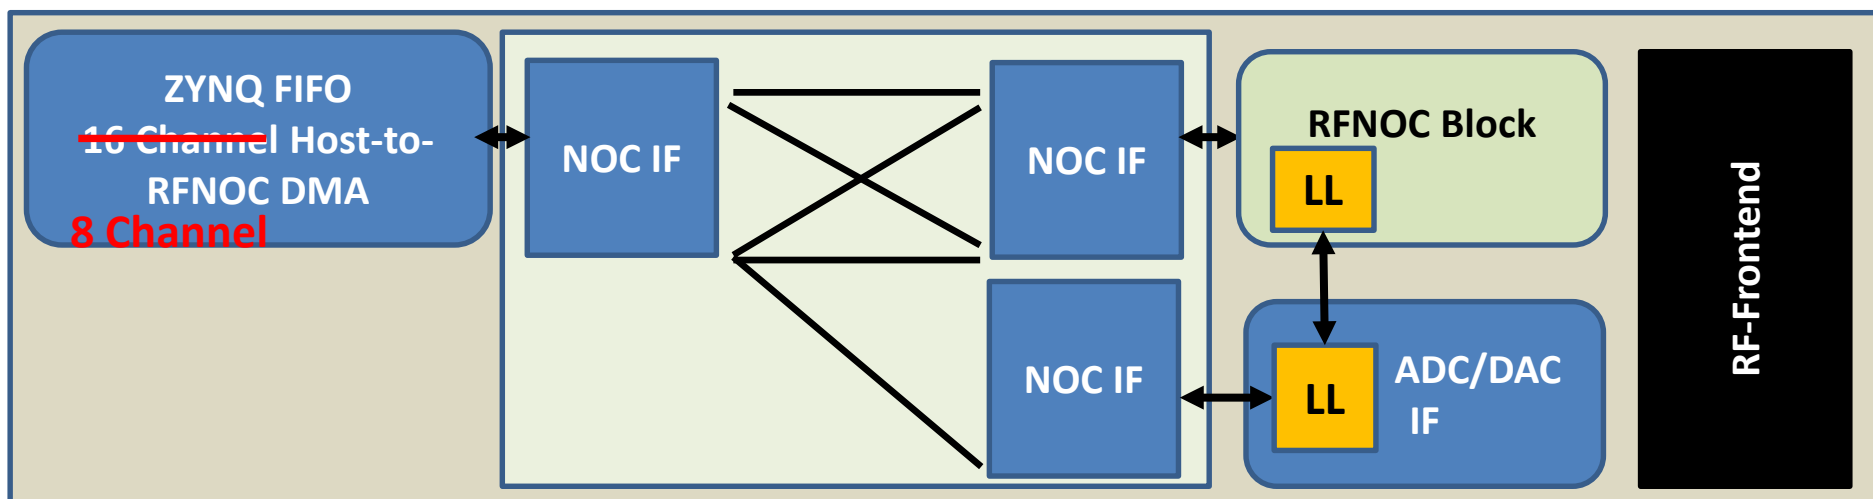 ZYNQ FIFO
16 Channel Host-to-
RFNOC DMA
8 Channel
NOC IF
NOC IF
NOC IF
RFNOC Block
LL
LL
ADC/DAC
IF
RF-Frontend